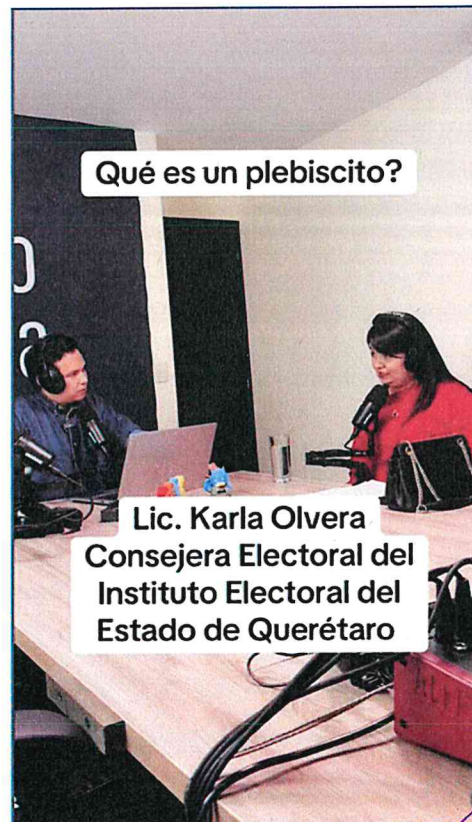 Qué es un plebiscito?
Lic. Karla Olvera
Consejera Electoral del
Instituto Electoral del
Estado de Querétaro